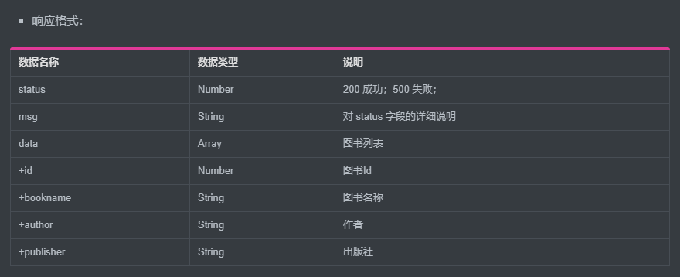 响应格式：
数据名称 数据类型 说明
status Number 200 成功；500 失败；
msg String 对 status 字段的详细说明
data Array 图书列表
+id Number 图书Id
+bookname String 图书名称
+author String 作者
+publisher String 出版社